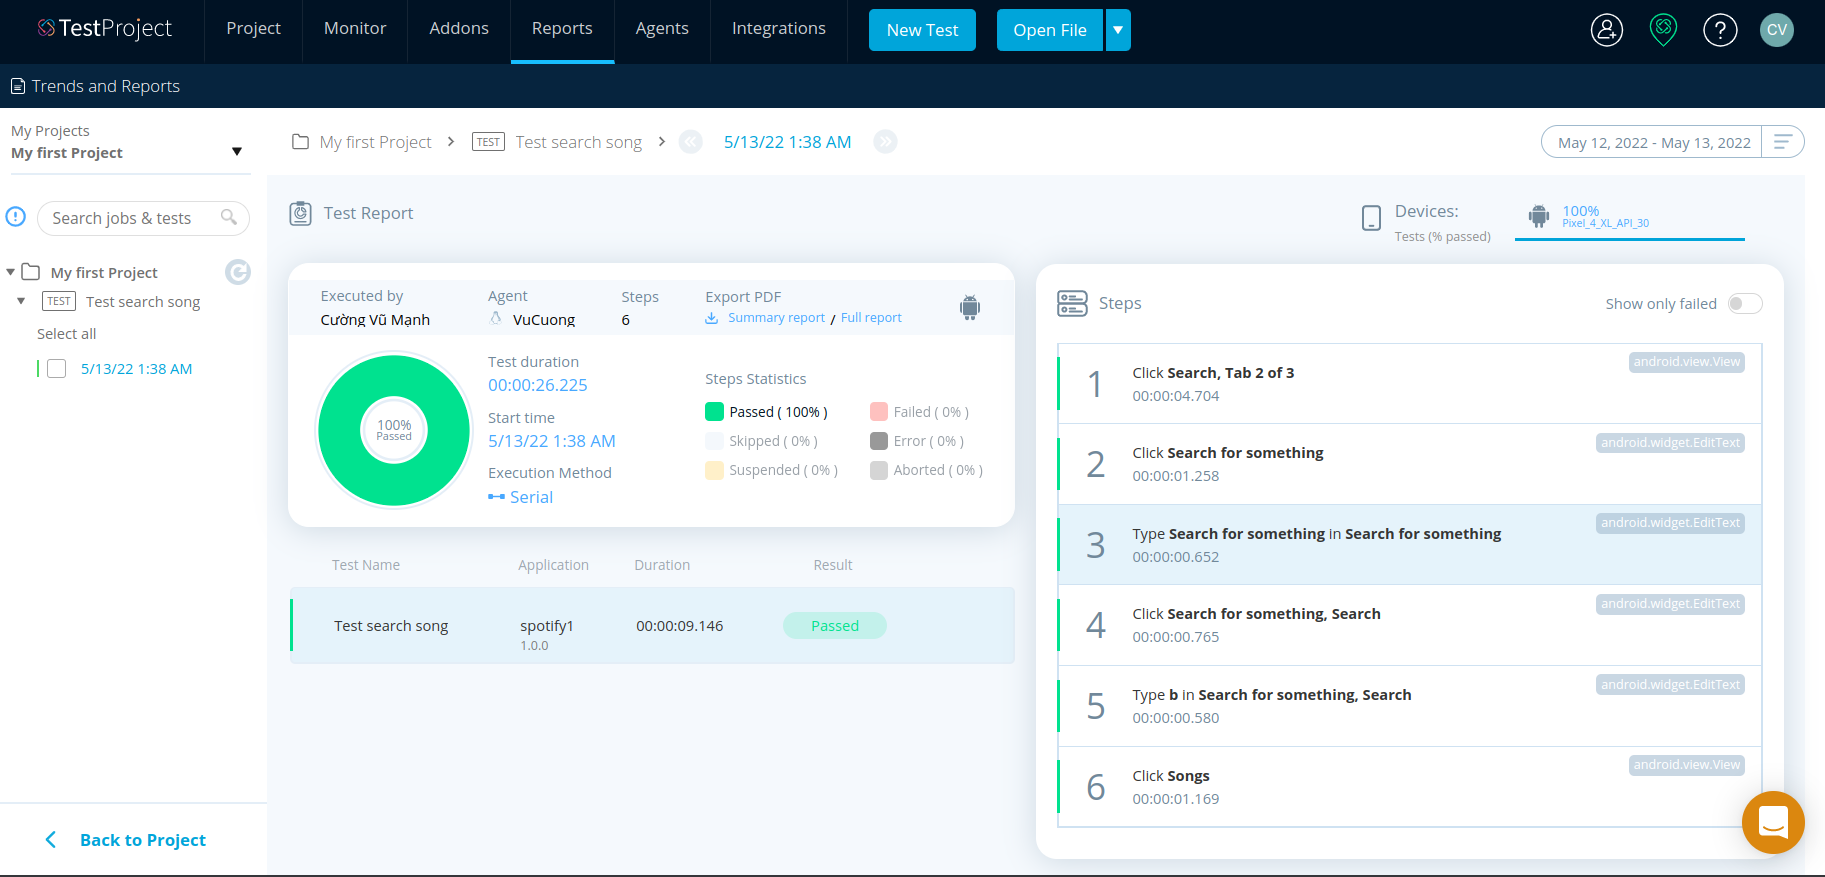 TestProject
Project
Monitor
Addons
Reports
Agents
Integrations
New Test
Open File
?
CV
Trends and Reports
My Projects
My first Project
Search jobs & tests
My first Project
TEST Test search song
Select all
5/13/22 1:38 AM
Back to Project
My first Project > TEST Test search song > 5/13/22 1:38 AM
May 12, 2022 - May 13, 2022
Test Report
Devices:
Tests (% passed)
100%
Pixel_4_XL_API_30
Executed by
Cường Vũ Mạnh
Agent
VuCuong
Steps
6
Export PDF
Summary report / Full report
100%
Passed
Test duration
00:00:26.225
Start time
5/13/22 1:38 AM
Execution Method
Serial
Steps Statistics
Passed ( 100% )
Failed ( 0% )
Skipped ( 0% )
Error ( 0% )
Suspended ( 0% )
Aborted ( 0% )
Test Name Application Duration Result
Test search song spotify1 00:00:09.146 Passed
1.0.0
Steps
Show only failed
1
Click Search, Tab 2 of 3
00:00:04.704
android.view.View
2
Click Search for something
00:00:01.258
android.widget.EditText
3
Type Search for something in Search for something
00:00:00.652
android.widget.EditText
4
Click Search for something, Search
00:00:00.765
android.widget.EditText
5
Type b in Search for something, Search
00:00:00.580
android.widget.EditText
6
Click Songs
00:00:01.169
android.view.View